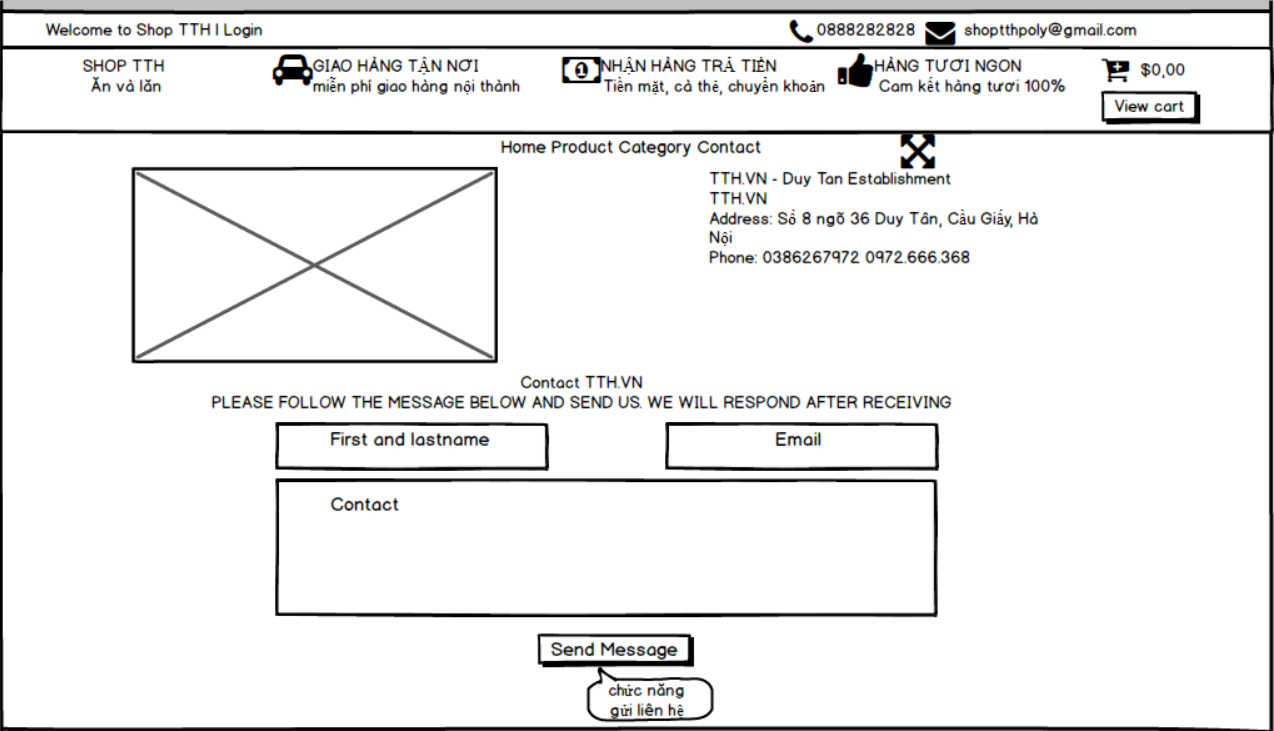 Welcome to Shop TTH | Login
0888282828
shoptthpoly@gmail.com
SHOP TTH
Ăn và lăn
GIAO HÀNG TẬN NƠI
miễn phí giao hàng nội thành
NHẬN HÀNG TRẢ TIỀN
Tiền mặt, cà thẻ, chuyển khoản
HÀNG TƯƠI NGON
Cam kết hàng tươi 100%
$0,00
View cart
Home Product Category Contact
TTH.VN - Duy Tan Establishment
TTH.VN
Address: Số 8 ngõ 36 Duy Tân, Cầu Giấy, Hà
Nội
Phone: 0386267972 0972.666.368
Contact TTH.VN
PLEASE FOLLOW THE MESSAGE BELOW AND SEND US. WE WILL RESPOND AFTER RECEIVING
First and lastname
Email
Contact
Send Message
chức năng
gửi liên hệ